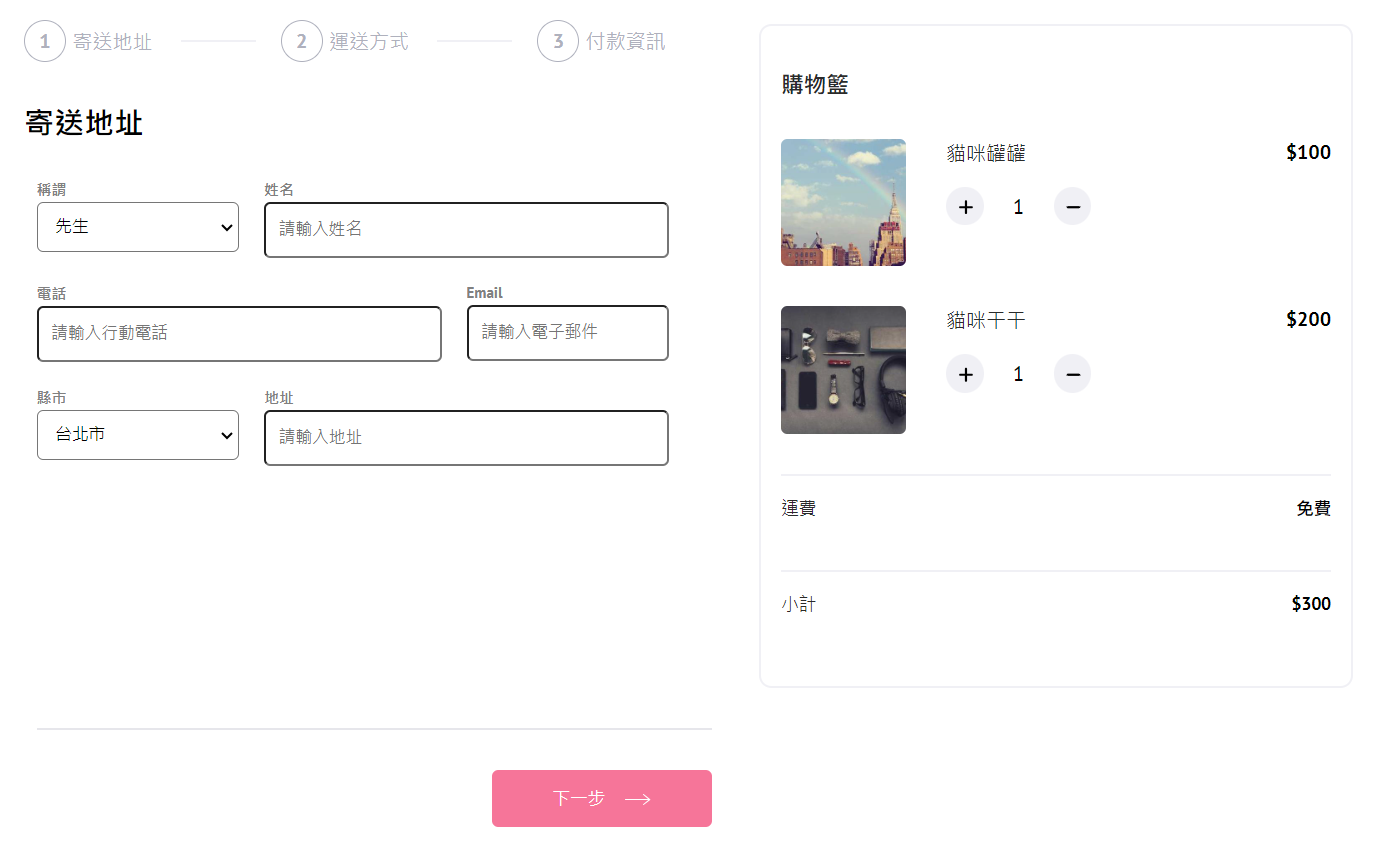 1 寄送地址 2 運送方式 3 付款資訊
寄送地址
稱謂 姓名
先生 請輸入姓名
電話 Email
請輸入行動電話 請輸入電子郵件
縣市 地址
台北市 請輸入地址
下一步
購物籃
貓咪罐罐 $100
+ 1 −
貓咪干干 $200
+ 1 −
運費 免費
小計 $300